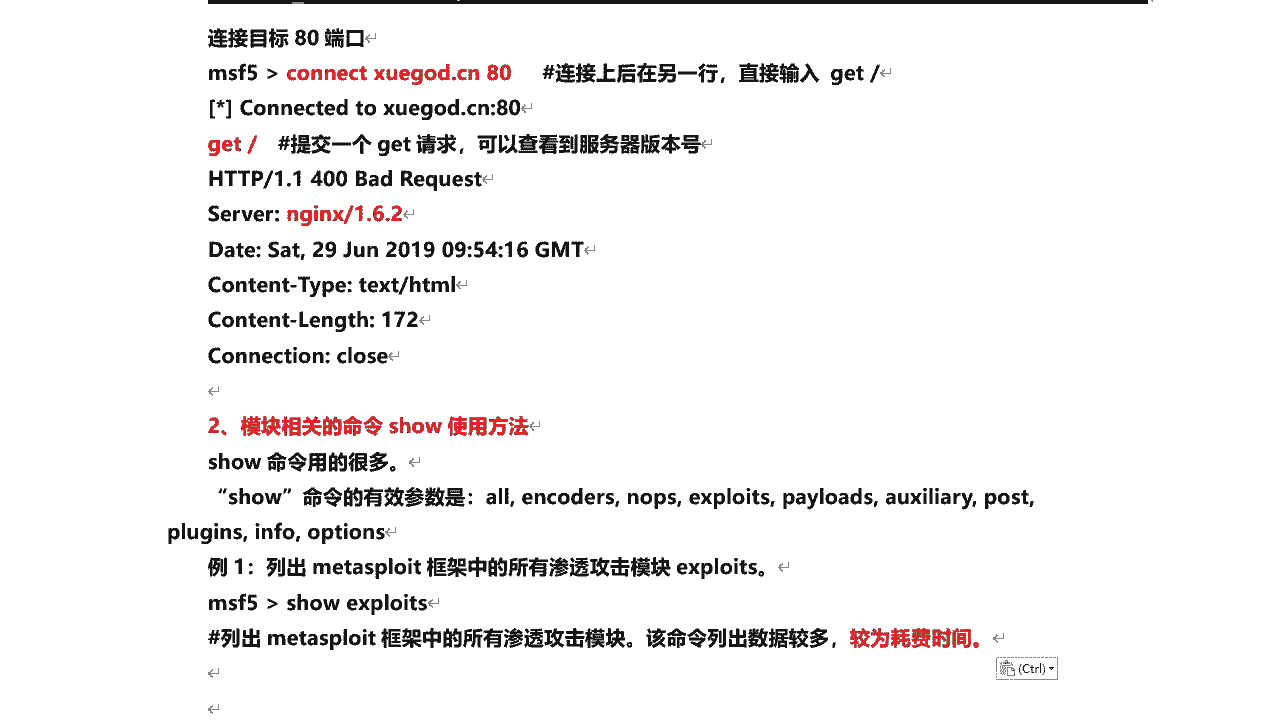 连接目标 80 端口
msf5 > connect xuegod.cn 80 #连接上后在另一行，直接输入 get /
[*] Connected to xuegod.cn:80
get / #提交一个 get 请求，可以查看到服务器版本号
HTTP/1.1 400 Bad Request
Server: nginx/1.6.2
Date: Sat, 29 Jun 2019 09:54:16 GMT
Content-Type: text/html
Content-Length: 172
Connection: close
2、模块相关的命令 show 使用方法
show 命令用的很多。
“show”命令的有效参数是：all, encoders, nops, exploits, payloads, auxiliary, post,
plugins, info, options
例 1：列出 metasploit 框架中的所有渗透攻击模块 exploits。
msf5 > show exploits
#列出 metasploit 框架中的所有渗透攻击模块。该命令列出数据较多，较为耗费时间。
(Ctrl)